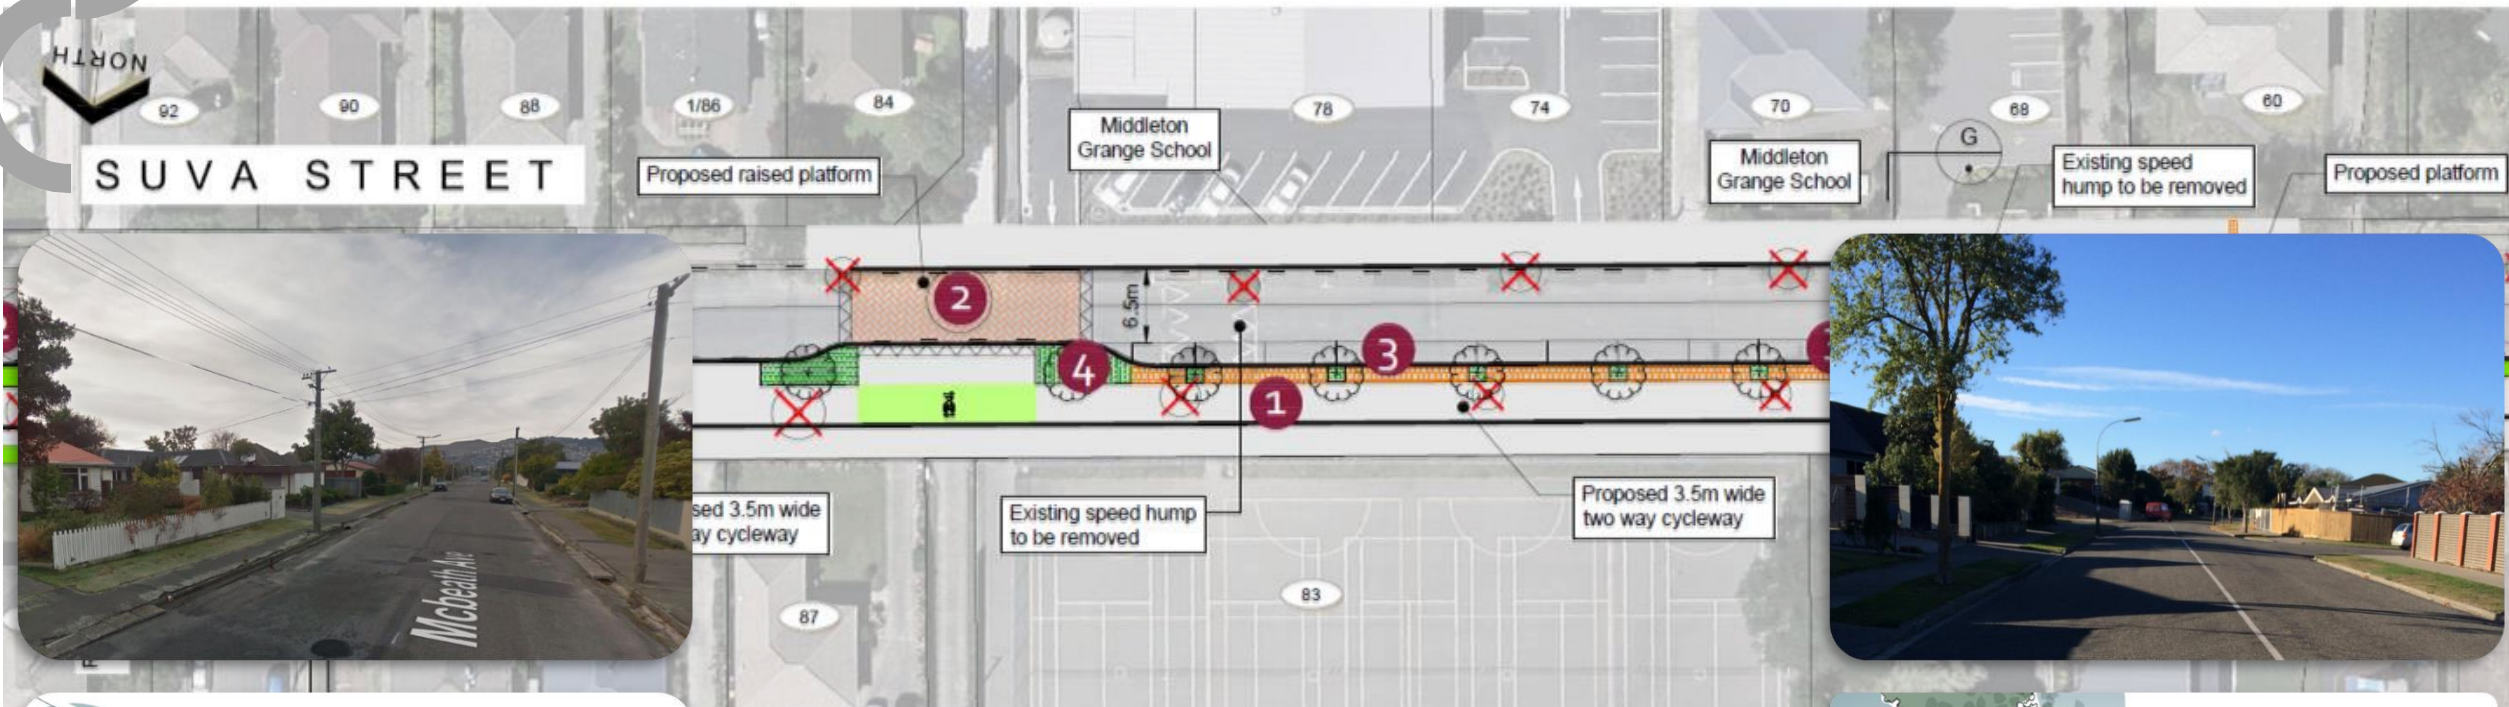 NORTH
92
90
88
1/86
84
78
74
70
68
60
SUVA STREET
Proposed raised platform
Middleton
Grange School
Middleton
Grange School
G
Existing speed
hump to be removed
Proposed platform
2
6.5m
3
4
1
sed 3.5m wide
ay cycleway
Existing speed hump
to be removed
Proposed 3.5m wide
two way cycleway
Mcbeath Ave
87
83